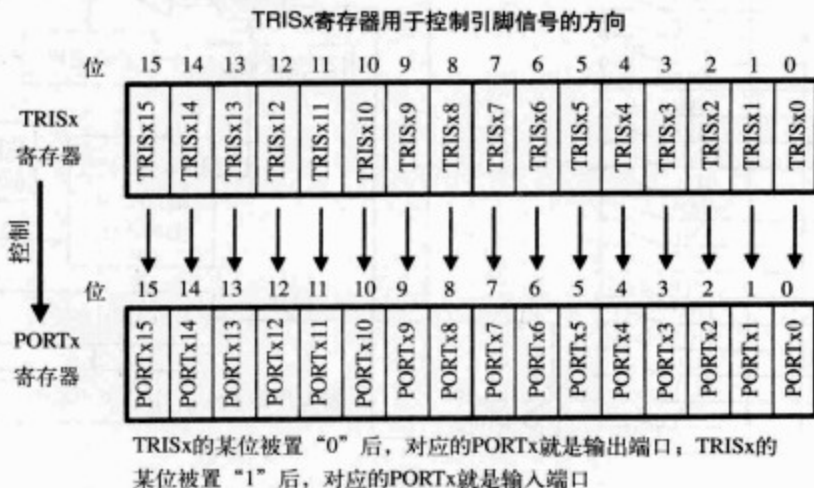 TRISx寄存器用于控制引脚信号的方向
位 15 14 13 12 11 10 9 8 7 6 5 4 3 2 1 0
TRISx
寄存器
TRISx15 TRISx14 TRISx13 TRISx12 TRISx11 TRISx10 TRISx9 TRISx8 TRISx7 TRISx6 TRISx5 TRISx4 TRISx3 TRISx2 TRISx1 TRISx0
控制
位 15 14 13 12 11 10 9 8 7 6 5 4 3 2 1 0
PORTx
寄存器
PORTx15 PORTx14 PORTx13 PORTx12 PORTx11 PORTx10 PORTx9 PORTx8 PORTx7 PORTx6 PORTx5 PORTx4 PORTx3 PORTx2 PORTx1 PORTx0
TRISx的某位被置“0”后，对应的PORTx就是输出端口；TRISx的
某位被置“1”后，对应的PORTx就是输入端口